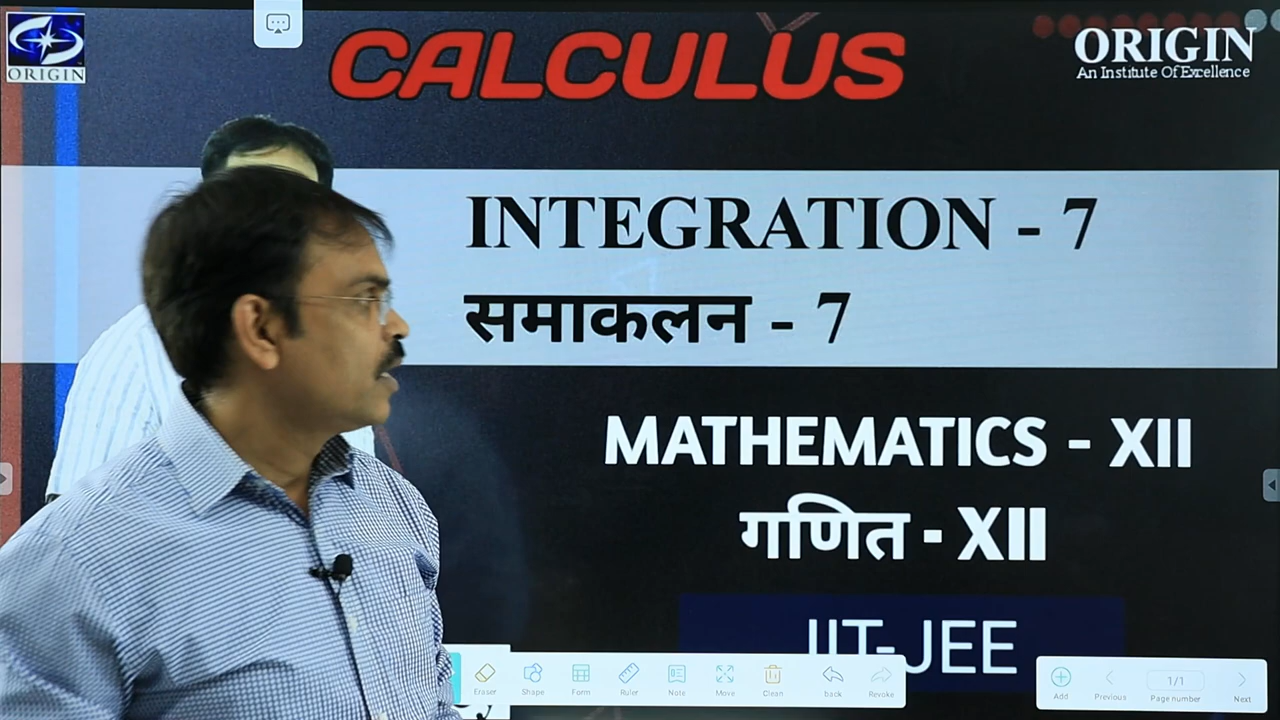 ORIGIN
CALCULUS
ORIGIN
An Institute Of Excellence
INTEGRATION - 7
समाकलन - 7
MATHEMATICS - XII
गणित - XII
IIT-JEE
Eraser Shape Form Ruler Note Move Clean back Revoke
Add Previous 1/1 Page number Next